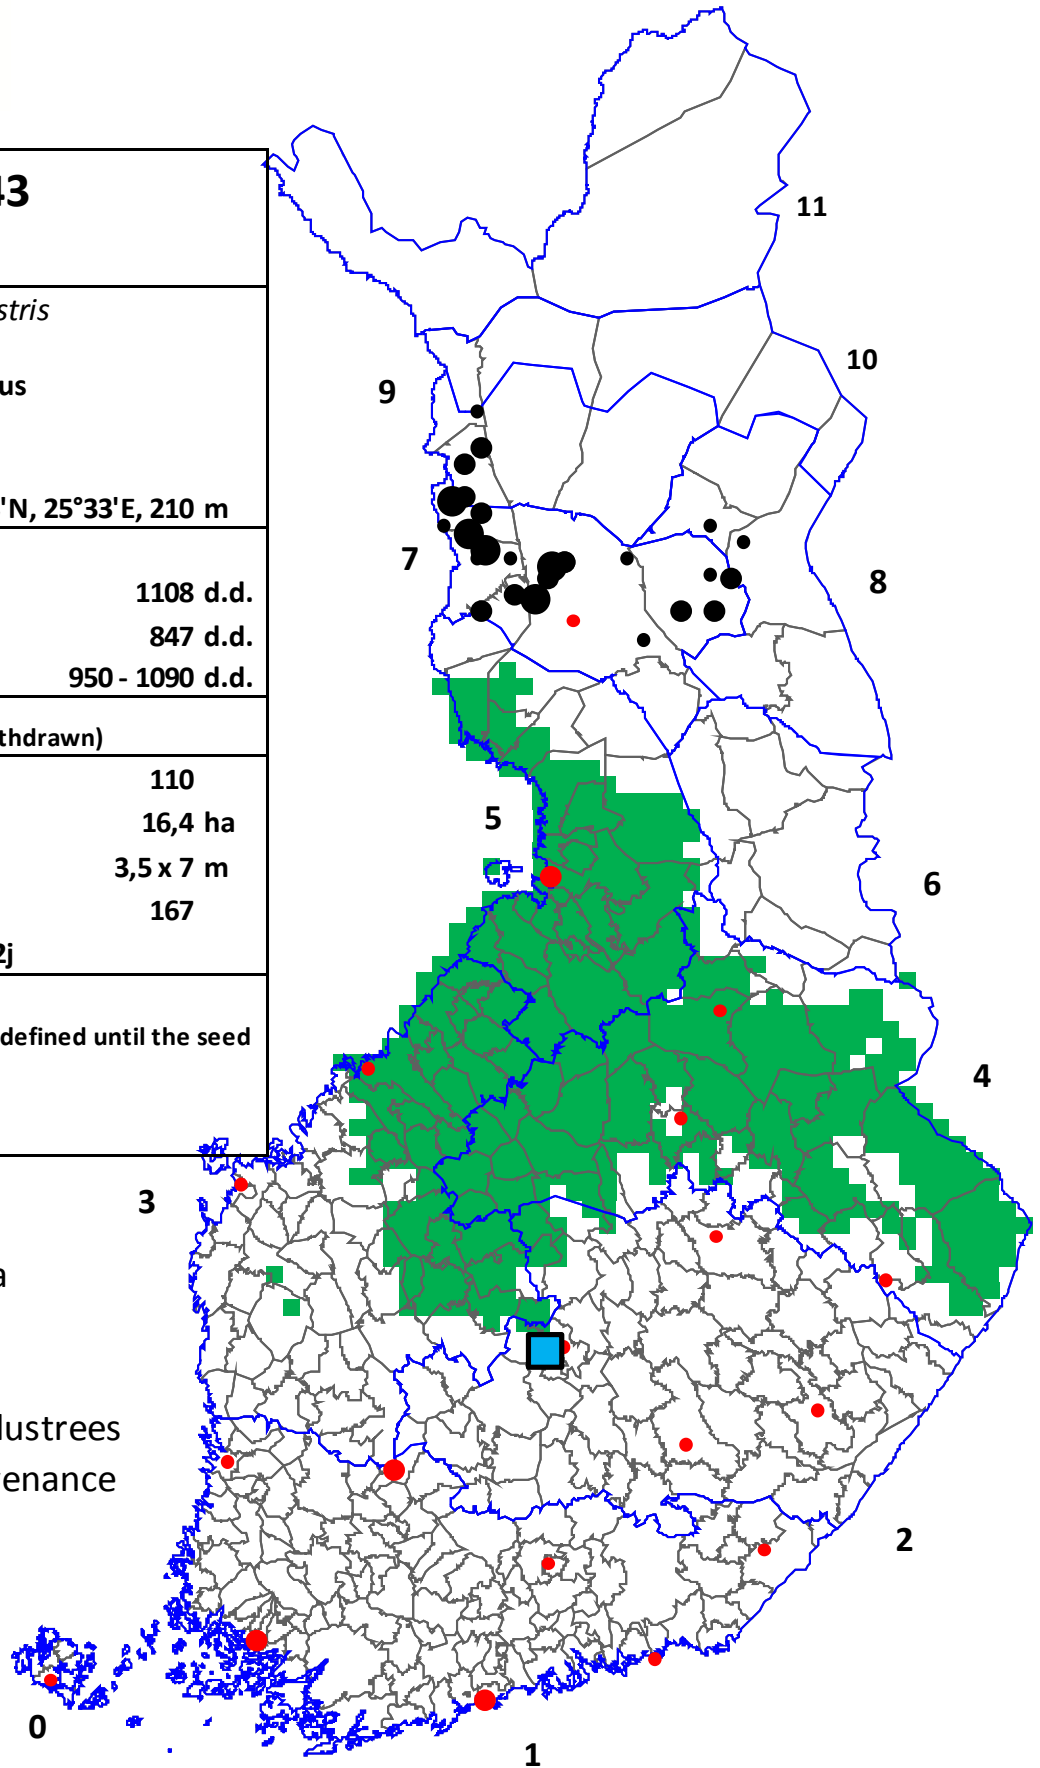 43
stris
us
'N, 25°33'E, 210 m
1108 d.d.
847 d.d.
950 - 1090 d.d.
thdrawn)
110
16,4 ha
3,5 x 7 m
167
2j
defined until the seed
a
lustrees
venance
11
10
9
7
8
5
6
4
3
2
0
1